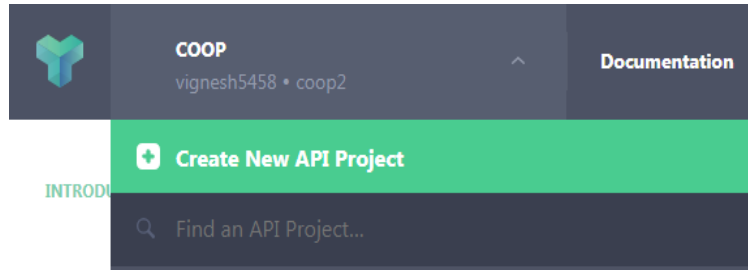 COOP
vignesh5458 • coop2
Documentation
Create New API Project
INTRODU
Find an API Project...